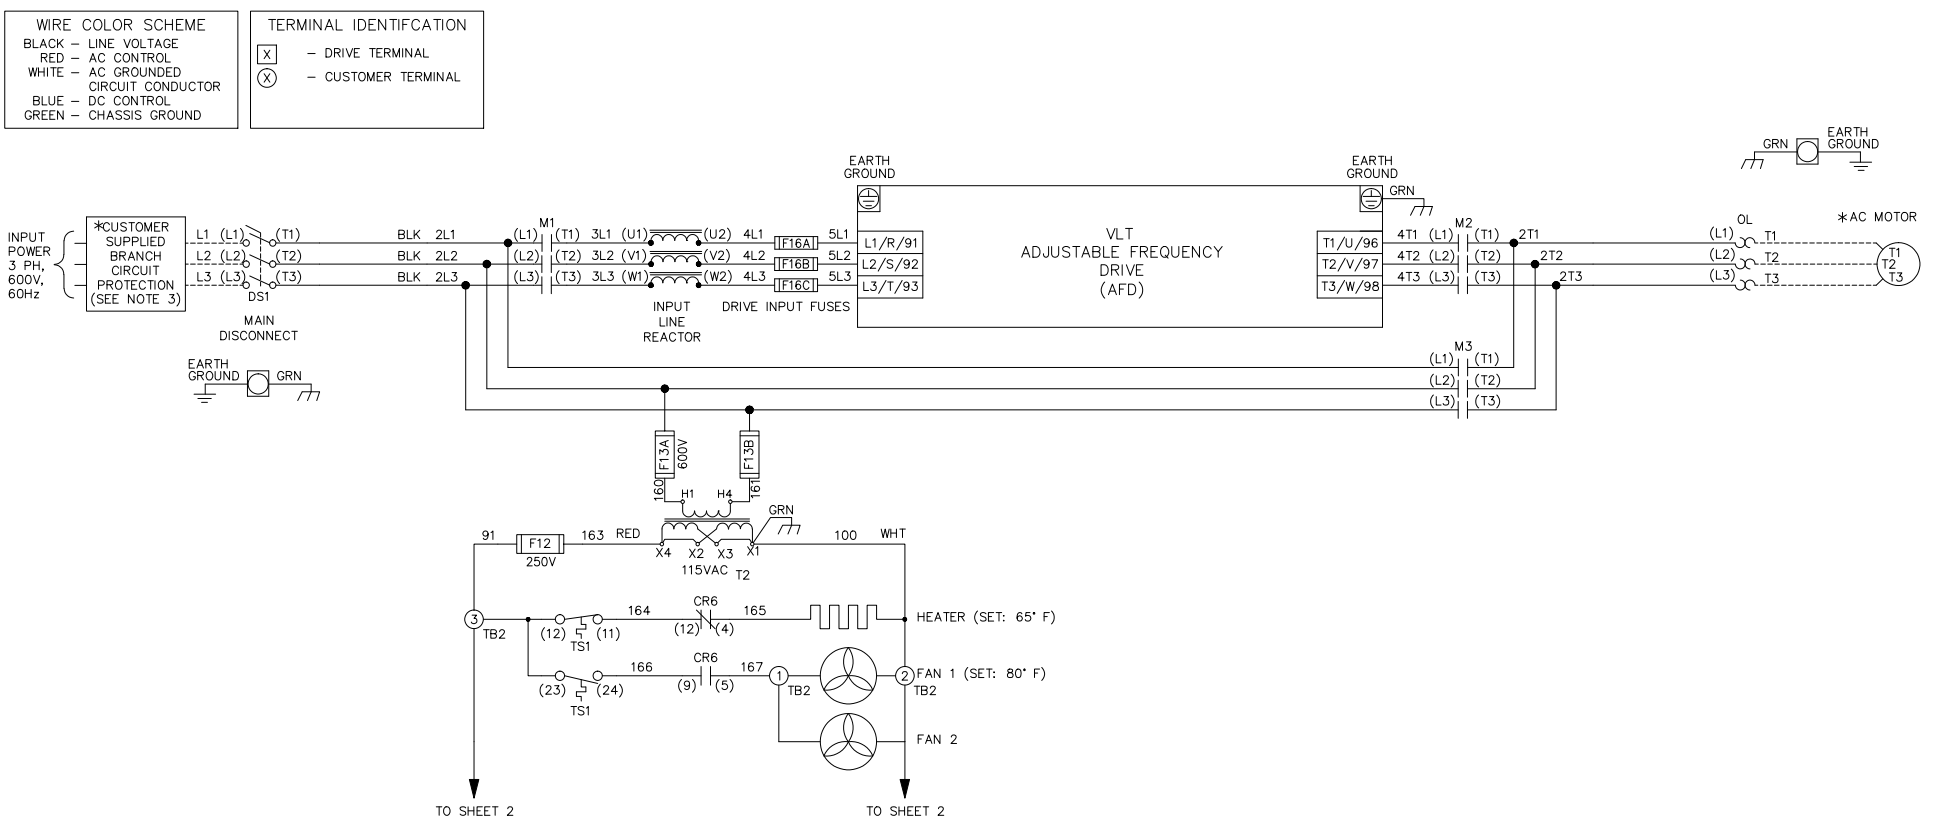 WIRE COLOR SCHEME
BLACK – LINE VOLTAGE
RED – AC CONTROL
WHITE – AC GROUNDED
CIRCUIT CONDUCTOR
BLUE – DC CONTROL
GREEN – CHASSIS GROUND
TERMINAL IDENTIFCATION
X – DRIVE TERMINAL
X – CUSTOMER TERMINAL
INPUT
POWER
3 PH,
600V,
60Hz
*CUSTOMER
SUPPLIED
BRANCH
CIRCUIT
PROTECTION
(SEE NOTE 3)
L1 (L1) (T1) BLK 2L1 (L1) M1 (T1) 3L1 (U1) (U2) 4L1 F16A 5L1 L1/R/91
L2 (L2) (T2) BLK 2L2 (L2) (T2) 3L2 (V1) (V2) 4L2 F16B 5L2 L2/S/92
L3 (L3) (T3) BLK 2L3 (L3) (T3) 3L3 (W1) (W2) 4L3 F16C 5L3 L3/T/93
DS1
MAIN
DISCONNECT
INPUT
LINE
REACTOR
DRIVE INPUT FUSES
EARTH
GROUND
VLT
ADJUSTABLE FREQUENCY
DRIVE
(AFD)
EARTH
GROUND
GRN
T1/U/96 4T1 (L1) M2 (T1) 2T1 (L1) OL T1
T2/V/97 4T2 (L2) (T2) 2T2 (L2) T2
T3/W/98 4T3 (L3) (T3) 2T3 (L3) T3
GRN
EARTH
GROUND
*AC MOTOR
T1
T2
T3
EARTH
GROUND
GRN
M3
(L1) (T1)
(L2) (T2)
(L3) (T3)
F13A
600V
F13B
160
161
H1 H4
GRN
91 F12 163 RED
250V
X4 X2 X3 X1
100 WHT
115VAC T2
3
TB2
(12) (11)
TS1
164
CR6
(12) (4)
165
HEATER (SET: 65° F)
(23) (24)
TS1
166
CR6
(9) (5)
167
1
TB2
2
TB2
FAN 1 (SET: 80° F)
FAN 2
TO SHEET 2
TO SHEET 2